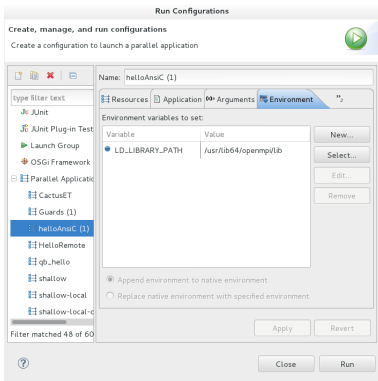 Run Configurations
Create, manage, and run configurations
Create a configuration to launch a parallel application
Name: helloAnsiC (1)
type filter text
JUnit
JUnit Plug-in Test
Launch Group
OSGi Framework
Parallel Applicatio
CactusET
Guards (1)
helloAnsiC (1)
HelloRemote
qb_hello
shallow
shallow-local
shallow-local-c
Filter matched 48 of 60
Resources Application Arguments Environment »2
Environment variables to set:
Variable Value
LD_LIBRARY_PATH /usr/lib64/openmpi/lib
New...
Select...
Edit...
Remove
Append environment to native environment
Replace native environment with specified environment
Apply Revert
Close Run